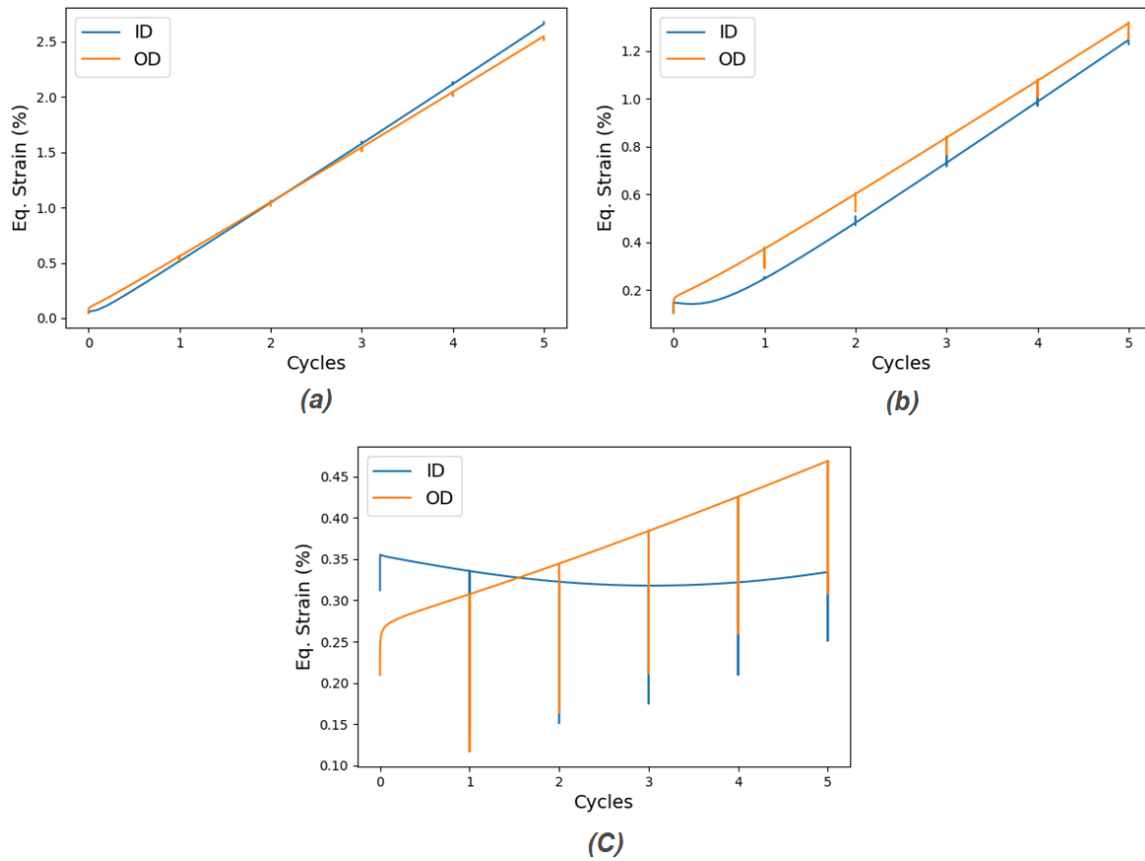 ID
OD
2.5
2.0
1.5
1.0
0.5
0.0
Eq. Strain (%)
0 1 2 3 4 5
Cycles
(a)
ID
OD
1.2
1.0
0.8
0.6
0.4
0.2
Eq. Strain (%)
0 1 2 3 4 5
Cycles
(b)
ID
OD
0.45
0.40
0.35
0.30
0.25
0.20
0.15
0.10
Eq. Strain (%)
0 1 2 3 4 5
Cycles
(C)